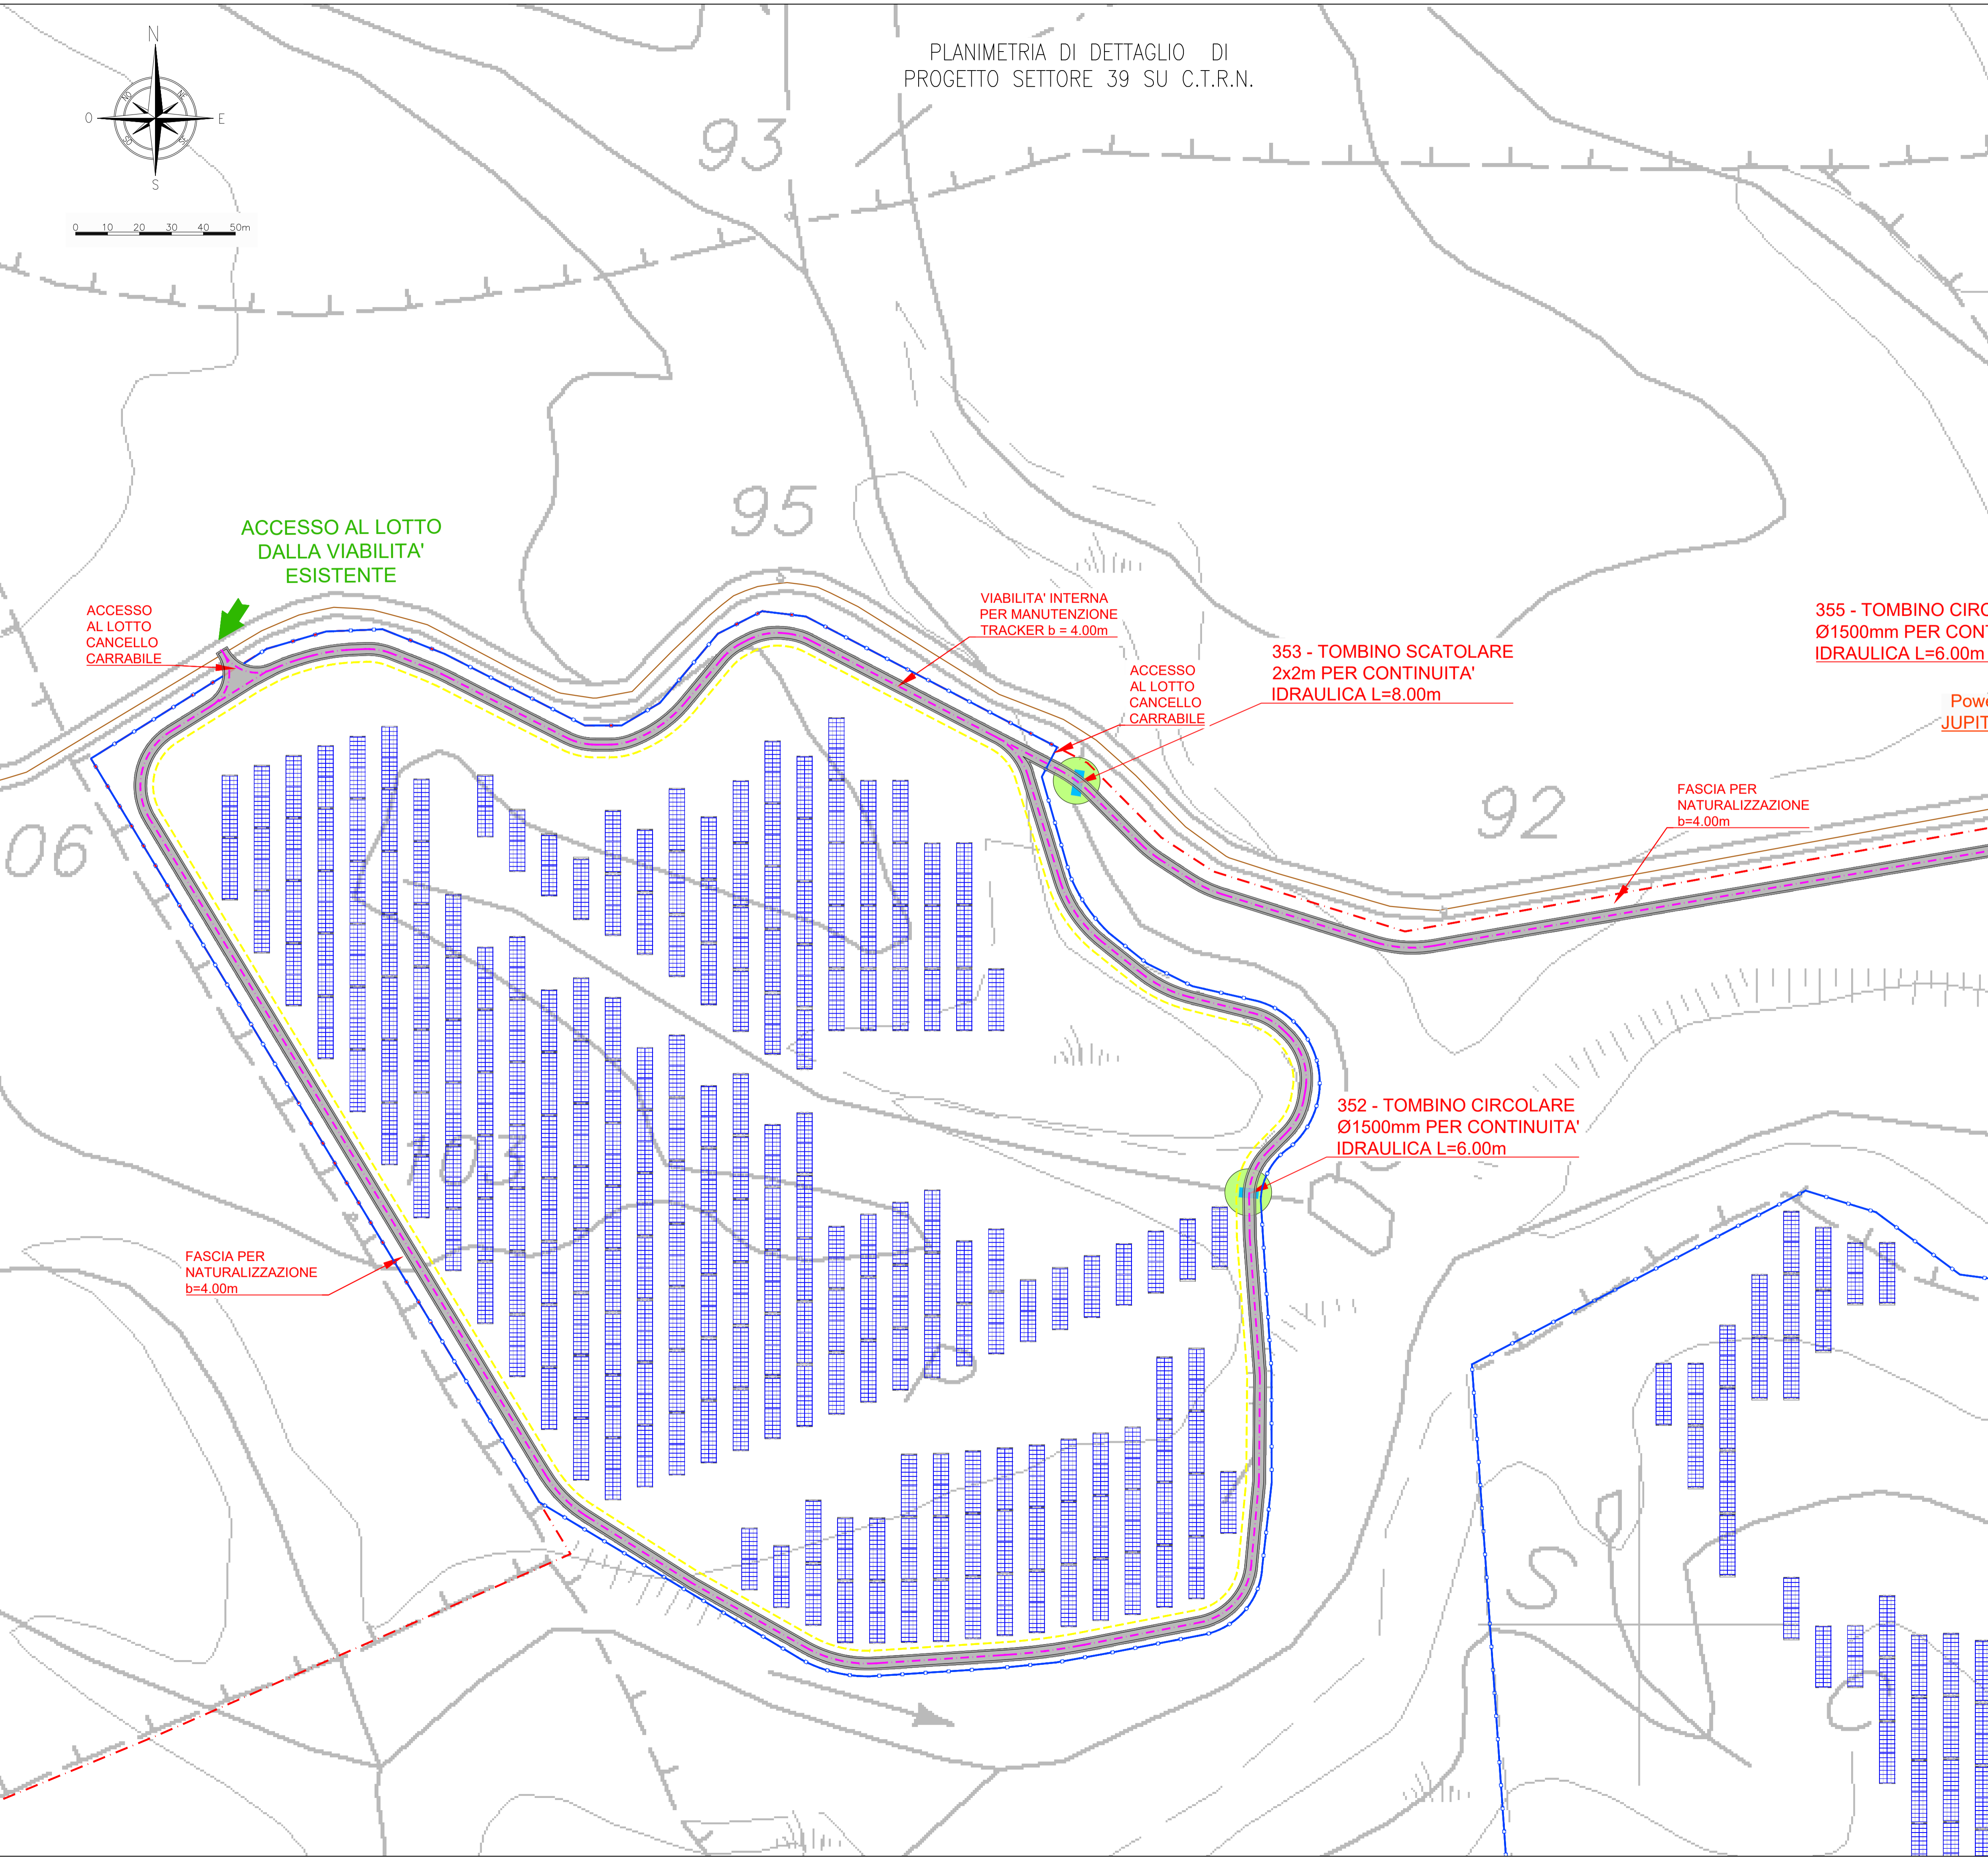 PLANIMETRIA DI DETTAGLIO DI
PROGETTO SETTORE 39 SU C.T.R.N.
N
O
E
S
0 10 20 30 40 50m
93
95
ACCESSO AL LOTTO
DALLA VIABILITA'
ESISTENTE
ACCESSO
AL LOTTO
CANCELLO
CARRABILE
VIABILITA' INTERNA
PER MANUTENZIONE
TRACKER b = 4.00m
ACCESSO
AL LOTTO
CANCELLO
CARRABILE
353 - TOMBINO SCATOLARE
2x2m PER CONTINUITA'
IDRAULICA L=8.00m
355 - TOMBINO CIRC
Ø1500mm PER CONT
IDRAULICA L=6.00m
Powe
JUPIT
FASCIA PER
NATURALIZZAZIONE
b=4.00m
92
06
103
352 - TOMBINO CIRCOLARE
Ø1500mm PER CONTINUITA'
IDRAULICA L=6.00m
FASCIA PER
NATURALIZZAZIONE
b=4.00m
S
C